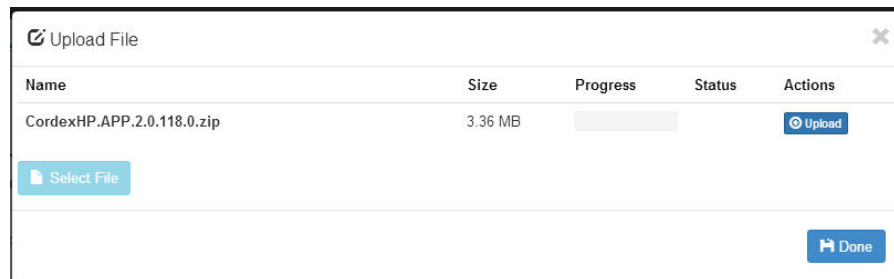 Upload File
Name Size Progress Status Actions
CordexHP.APP.2.0.118.0.zip 3.36 MB Upload
Select File
Done